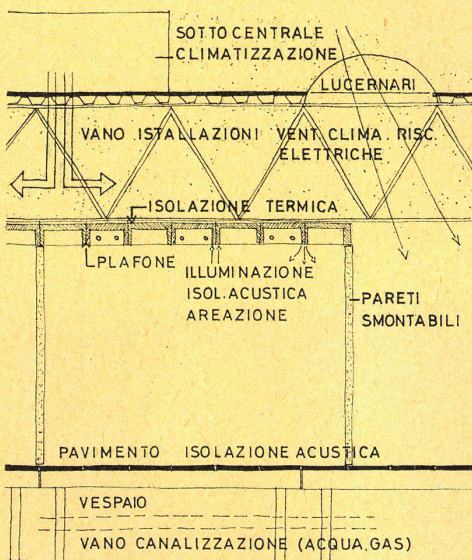 SOTTO CENTRALE
CLIMATIZZAZIONE
LUCERNARI
VANO ISTALLAZIONI VENT. CLIMA. RISC.
ELETTRICHE
ISOLAZIONE TERMICA
PLAFONE
ILLUMINAZIONE
ISOL. ACUSTICA
AREAZIONE
PARETI
SMONTABILI
PAVIMENTO ISOLAZIONE ACUSTICA
VESPAIO
VANO CANALIZZAZIONE (ACQUA, GAS)